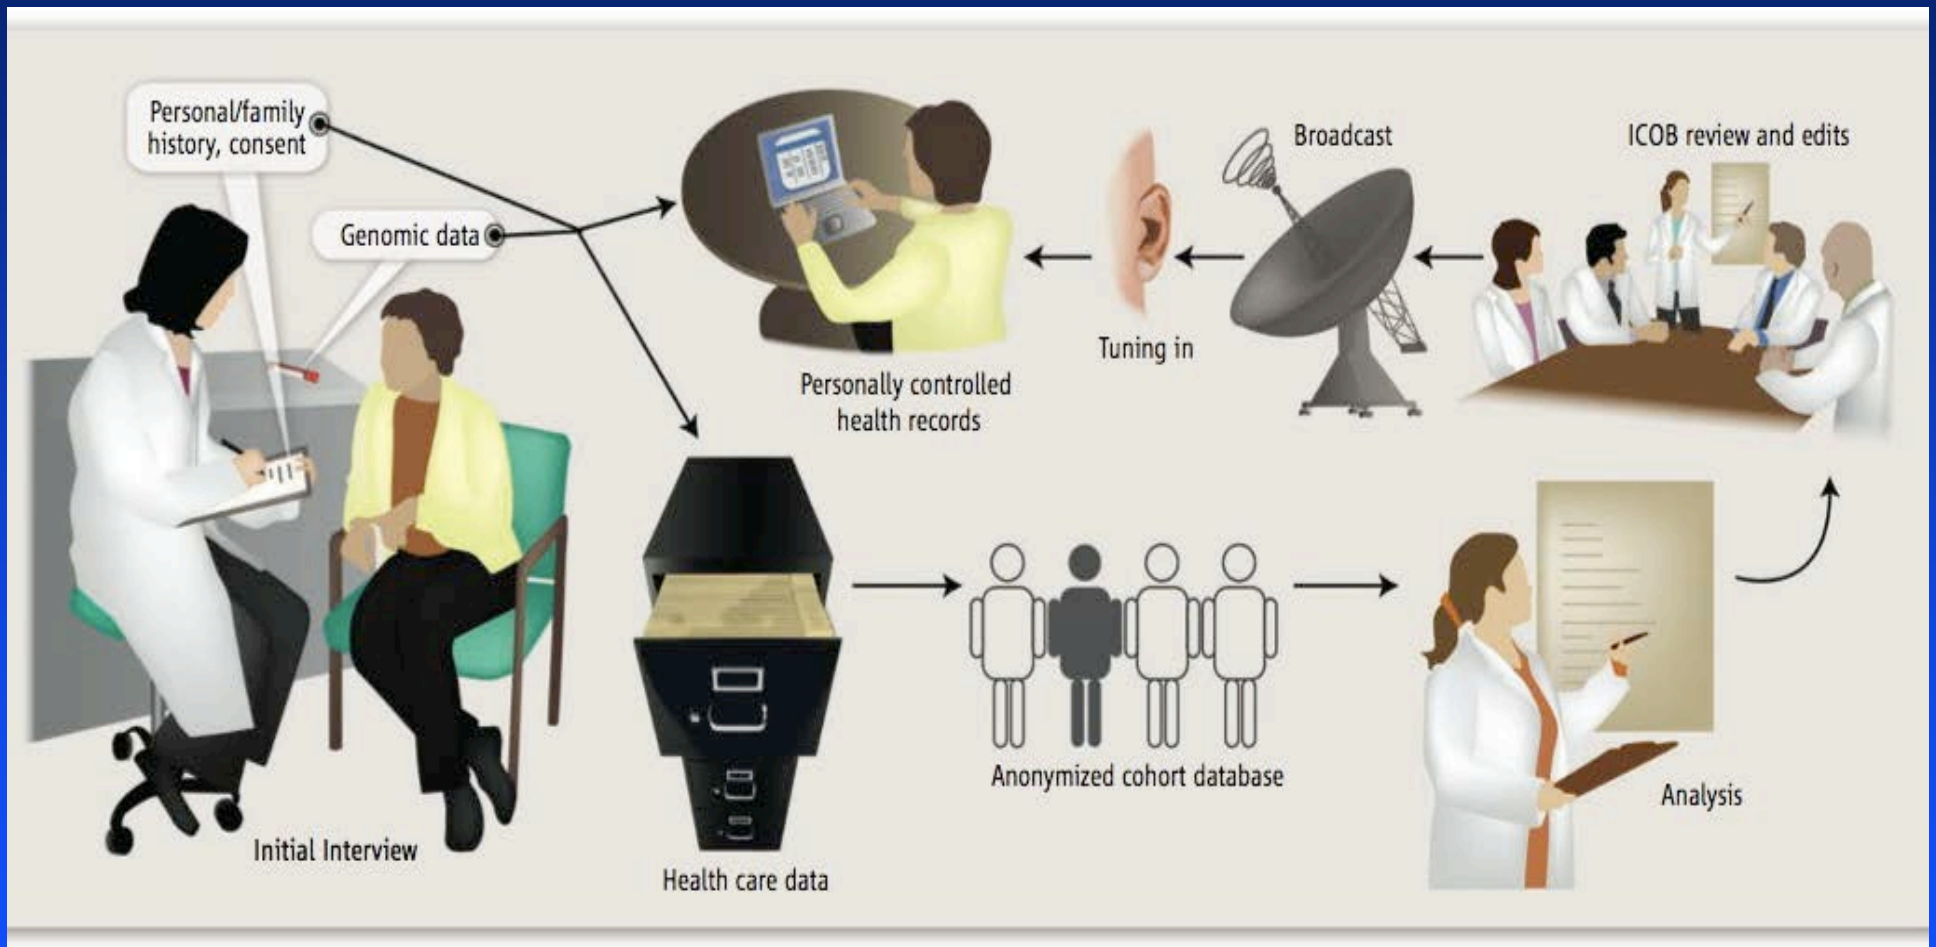 Personal/family
history, consent
Genomic data
Initial Interview
Personally controlled
health records
Health care data
Tuning in
Broadcast
ICOB review and edits
Anonymized cohort database
Analysis